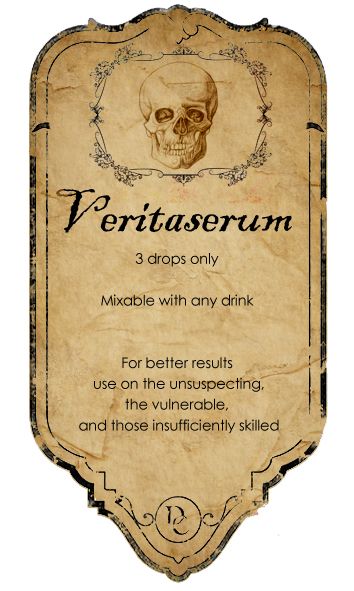 Veritaserum
3 drops only
Mixable with any drink
For better results
use on the unsuspecting,
the vulnerable,
and those insufficiently skilled